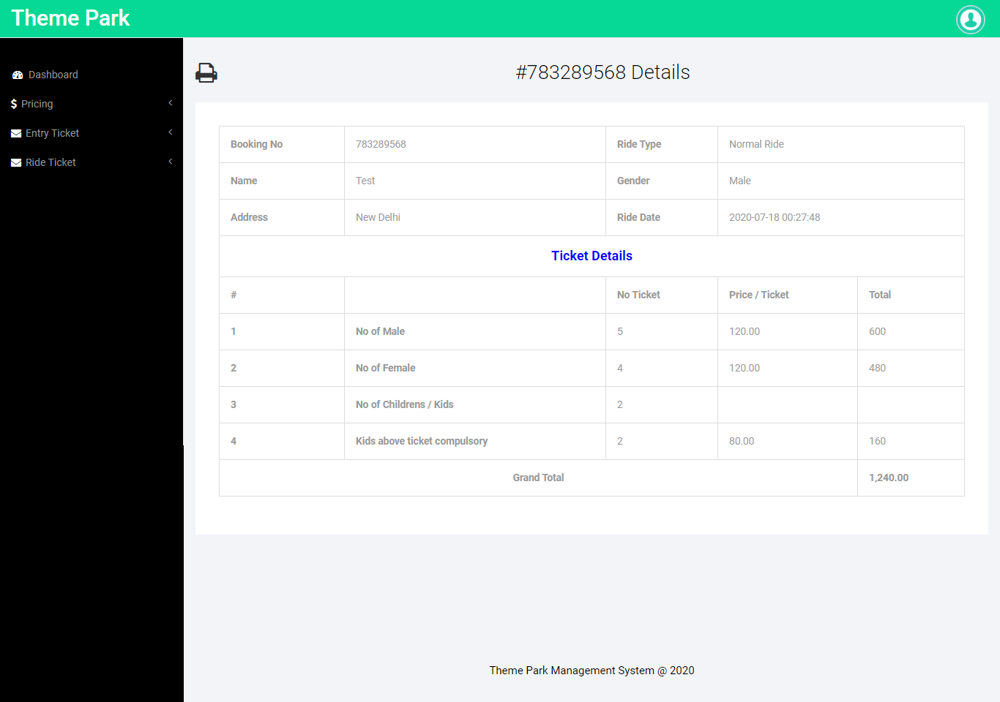 Theme Park
Dashboard
Pricing
Entry Ticket
Ride Ticket
#783289568 Details
Booking No 783289568 Ride Type Normal Ride
Name Test Gender Male
Address New Delhi Ride Date 2020-07-18 00:27:48
Ticket Details
# No Ticket Price / Ticket Total
1 No of Male 5 120.00 600
2 No of Female 4 120.00 480
3 No of Childrens / Kids 2
4 Kids above ticket compulsory 2 80.00 160
Grand Total 1,240.00
Theme Park Management System @ 2020